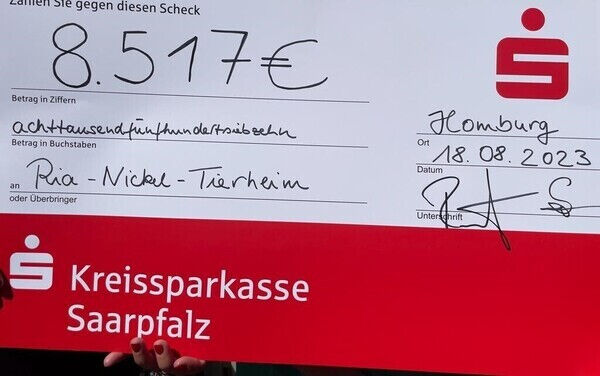 Zahlen Sie gegen diesen Scheck
8.517€
Betrag in Ziffern
achttausendfünfhundertsiebzehn
Betrag in Buchstaben
an Ria-Nickel-Tierheim
oder Überbringer
Homburg
Ort
18.08.2023
Datum
Unterschrift
Kreissparkasse
Saarpfalz